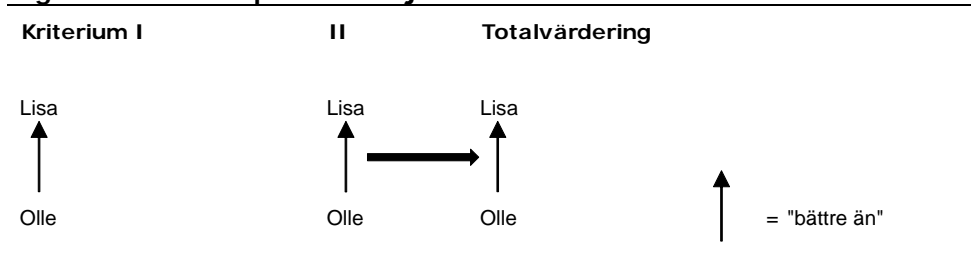 Kriterium I II Totalvärdering
Lisa Lisa Lisa
Olle Olle Olle = "bättre än"